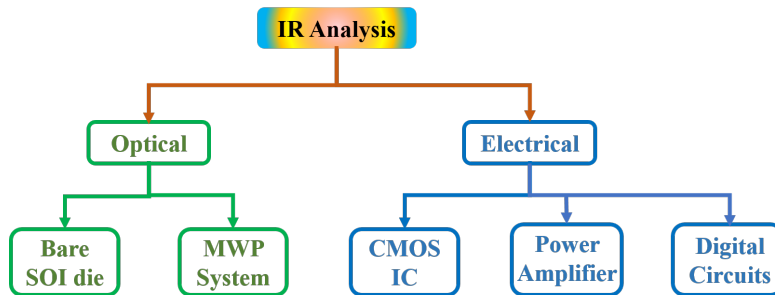 IR Analysis
Optical
Electrical
Bare
SOI die
MWP
System
CMOS
IC
Power
Amplifier
Digital
Circuits